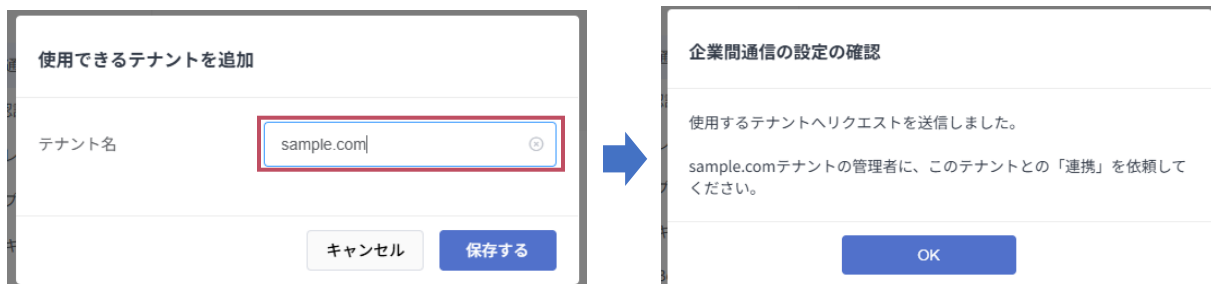 使用できるテナントを追加
テナント名
sample.com
キャンセル
保存する
企業間通信の設定の確認
使用するテナントへリクエストを送信しました。
sample.comテナントの管理者に、このテナントとの「連携」を依頼して
ください。
OK